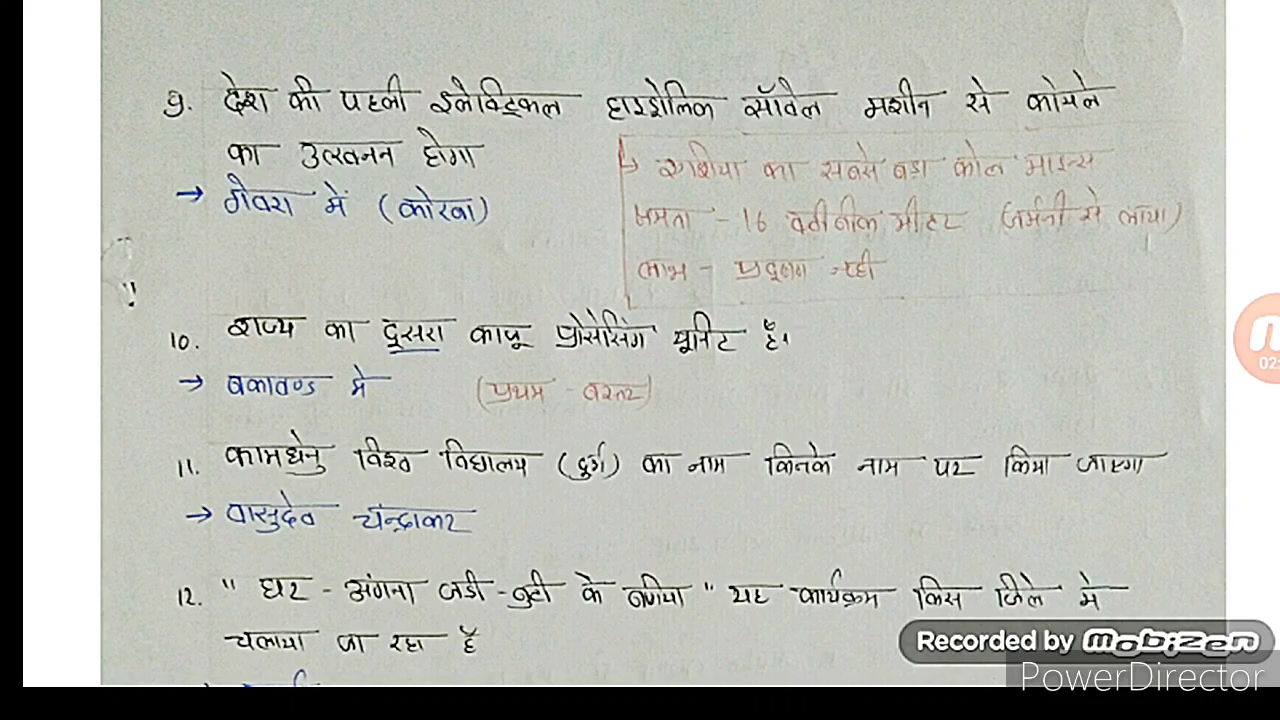 9. देश की पहली इलेक्ट्रिकल हाइड्रोलिक सॉवेल मशीन से कोयले
का उत्खनन होगा
→ गेवरा में (कोरबा)
↳ एशिया का सबसे बड़ा कोल माइन्स
क्षमता - 16 क्यूबिक मीटर (जर्मनी से लाया)
लाभ - प्रदूषण नही
10. राज्य का दूसरा काजू प्रोसेसिंग यूनिट है।
→ बकावण्ड मे (प्रथम - बस्तर)
11. कामधेनु विश्व विद्यालय (दुर्ग) का नाम किनके नाम पर किया जाएगा
→ वासुदेव चन्द्राकर
12. " घर - अंगना जडी - बुटी के बगिया " यह कार्यक्रम किस जिले मे
चलाया जा रहा है
Recorded by MOBIZEN
PowerDirector
02: